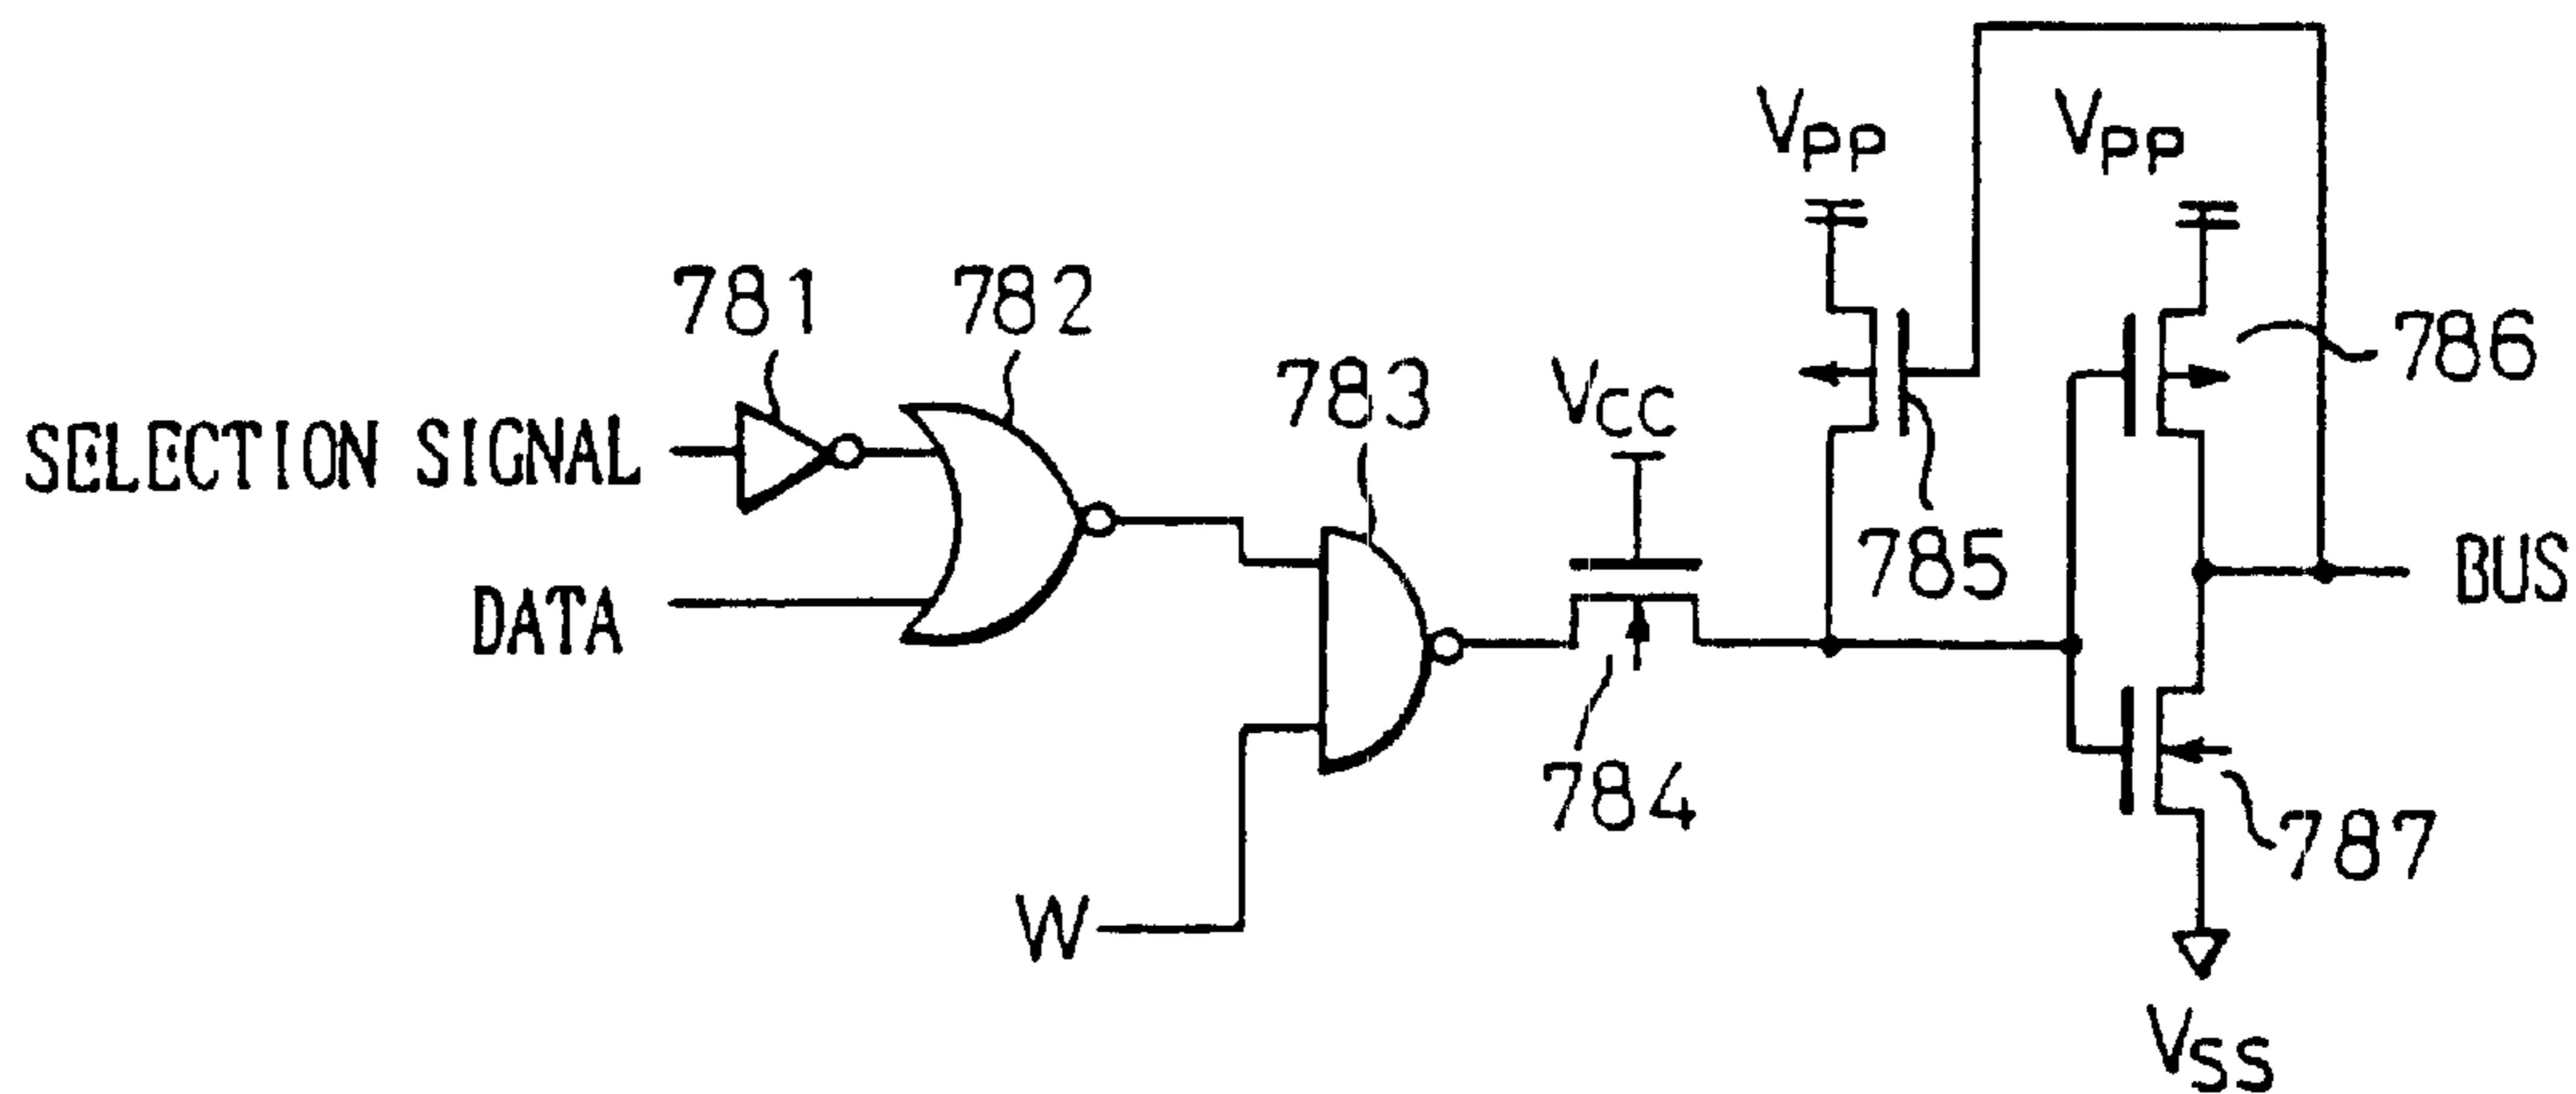 VPP
VPP
781
782
786
783
VCC
SELECTION SIGNAL
785
BUS
DATA
784
787
W
VSS